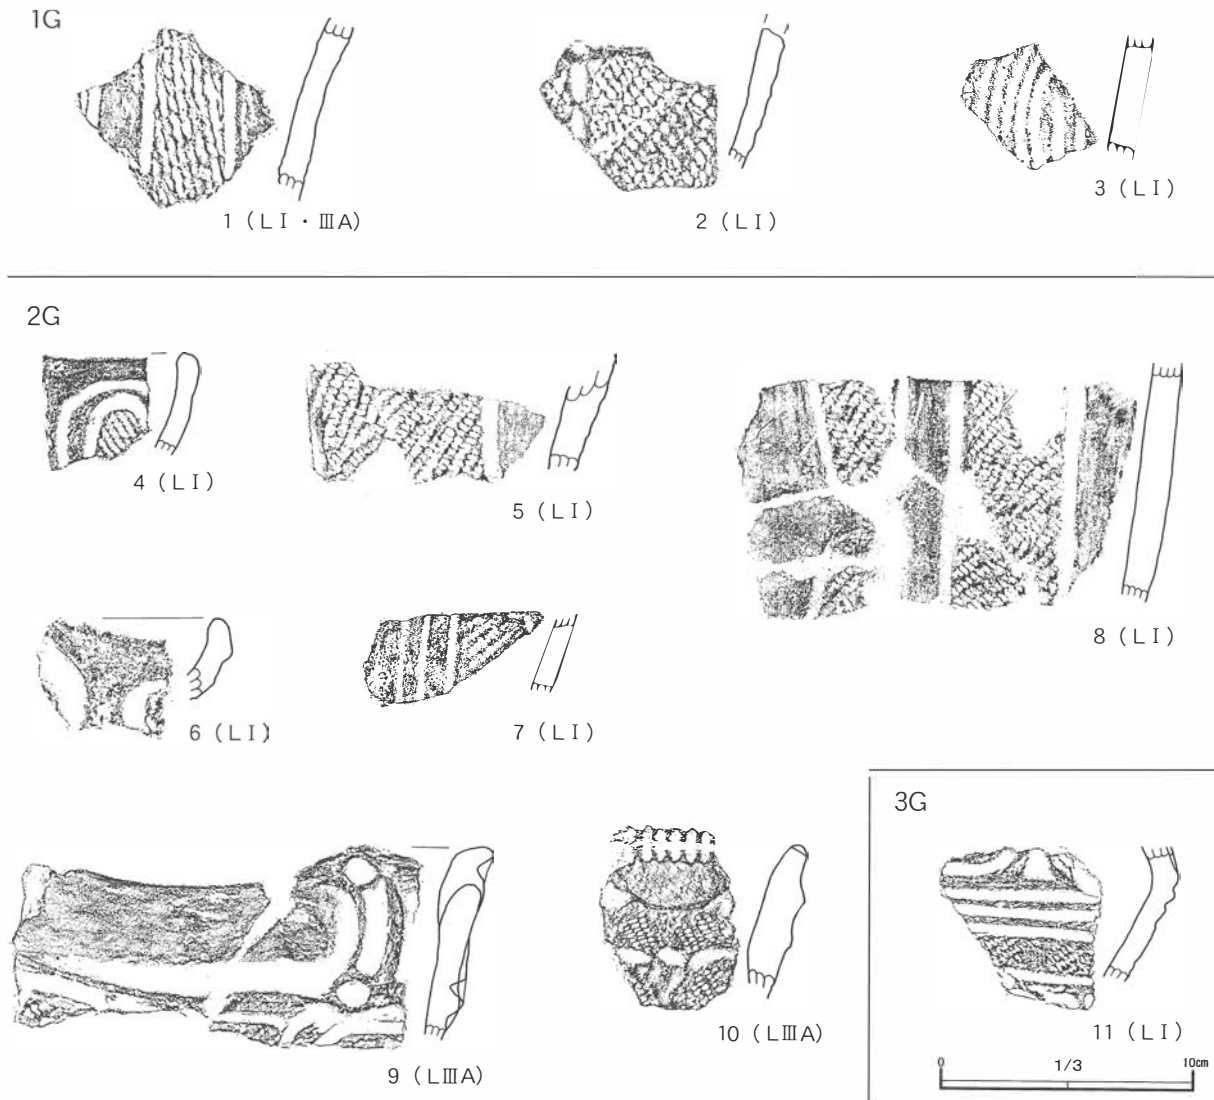 1G
1 (LⅠ・ⅢA)
2 (LⅠ)
3 (LⅠ)
2G
4 (LⅠ)
5 (LⅠ)
8 (LⅠ)
6 (LⅠ)
7 (LⅠ)
9 (LⅢA)
10 (LⅢA)
3G
11 (LⅠ)
0 1/3 10cm